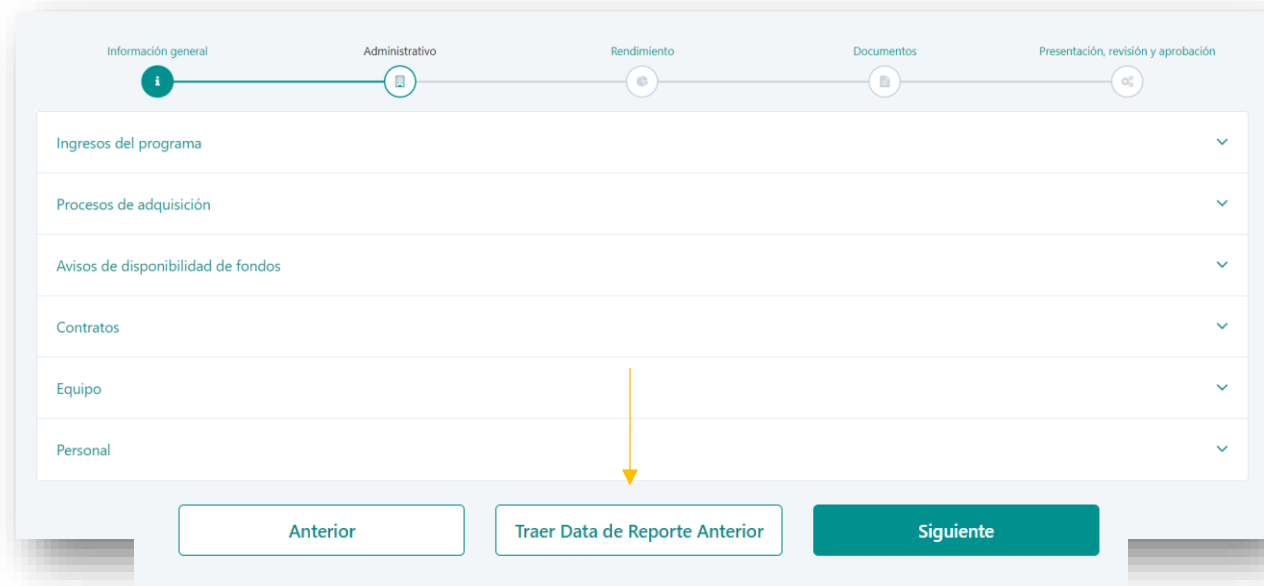 Información general
Administrativo
Rendimiento
Documentos
Presentación, revisión y aprobación
Ingresos del programa
Procesos de adquisición
Avisos de disponibilidad de fondos
Contratos
Equipo
Personal
Anterior
Traer Data de Reporte Anterior
Siguiente